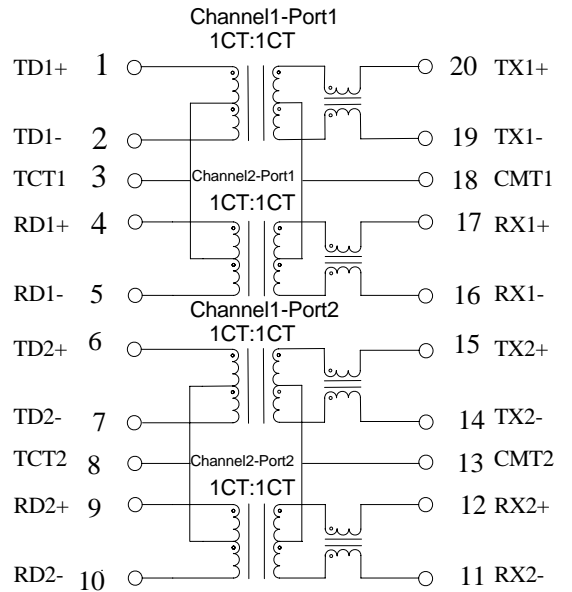 Channel1-Port1
1CT:1CT
TD1+ 1 20 TX1+
TD1- 2 19 TX1-
TCT1 3 Channel2-Port1 18 CMT1
1CT:1CT
RD1+ 4 17 RX1+
RD1- 5 16 RX1-
Channel1-Port2
1CT:1CT
TD2+ 6 15 TX2+
TD2- 7 14 TX2-
TCT2 8 Channel2-Port2 13 CMT2
1CT:1CT
RD2+ 9 12 RX2+
RD2- 10 11 RX2-